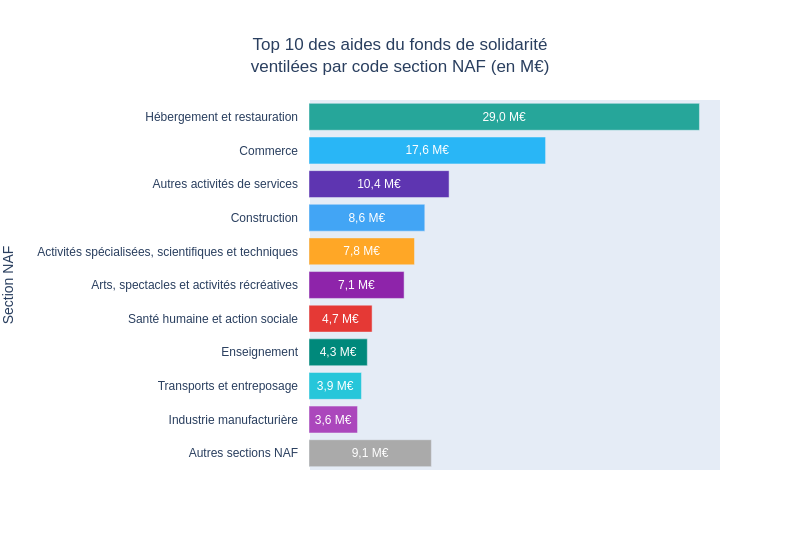 Top 10 des aides du fonds de solidarité
ventilées par code section NAF (en M€)
Section NAF
Hébergement et restauration 29,0 M€
Commerce 17,6 M€
Autres activités de services 10,4 M€
Construction 8,6 M€
Activités spécialisées, scientifiques et techniques 7,8 M€
Arts, spectacles et activités récréatives 7,1 M€
Santé humaine et action sociale 4,7 M€
Enseignement 4,3 M€
Transports et entreposage 3,9 M€
Industrie manufacturière 3,6 M€
Autres sections NAF 9,1 M€